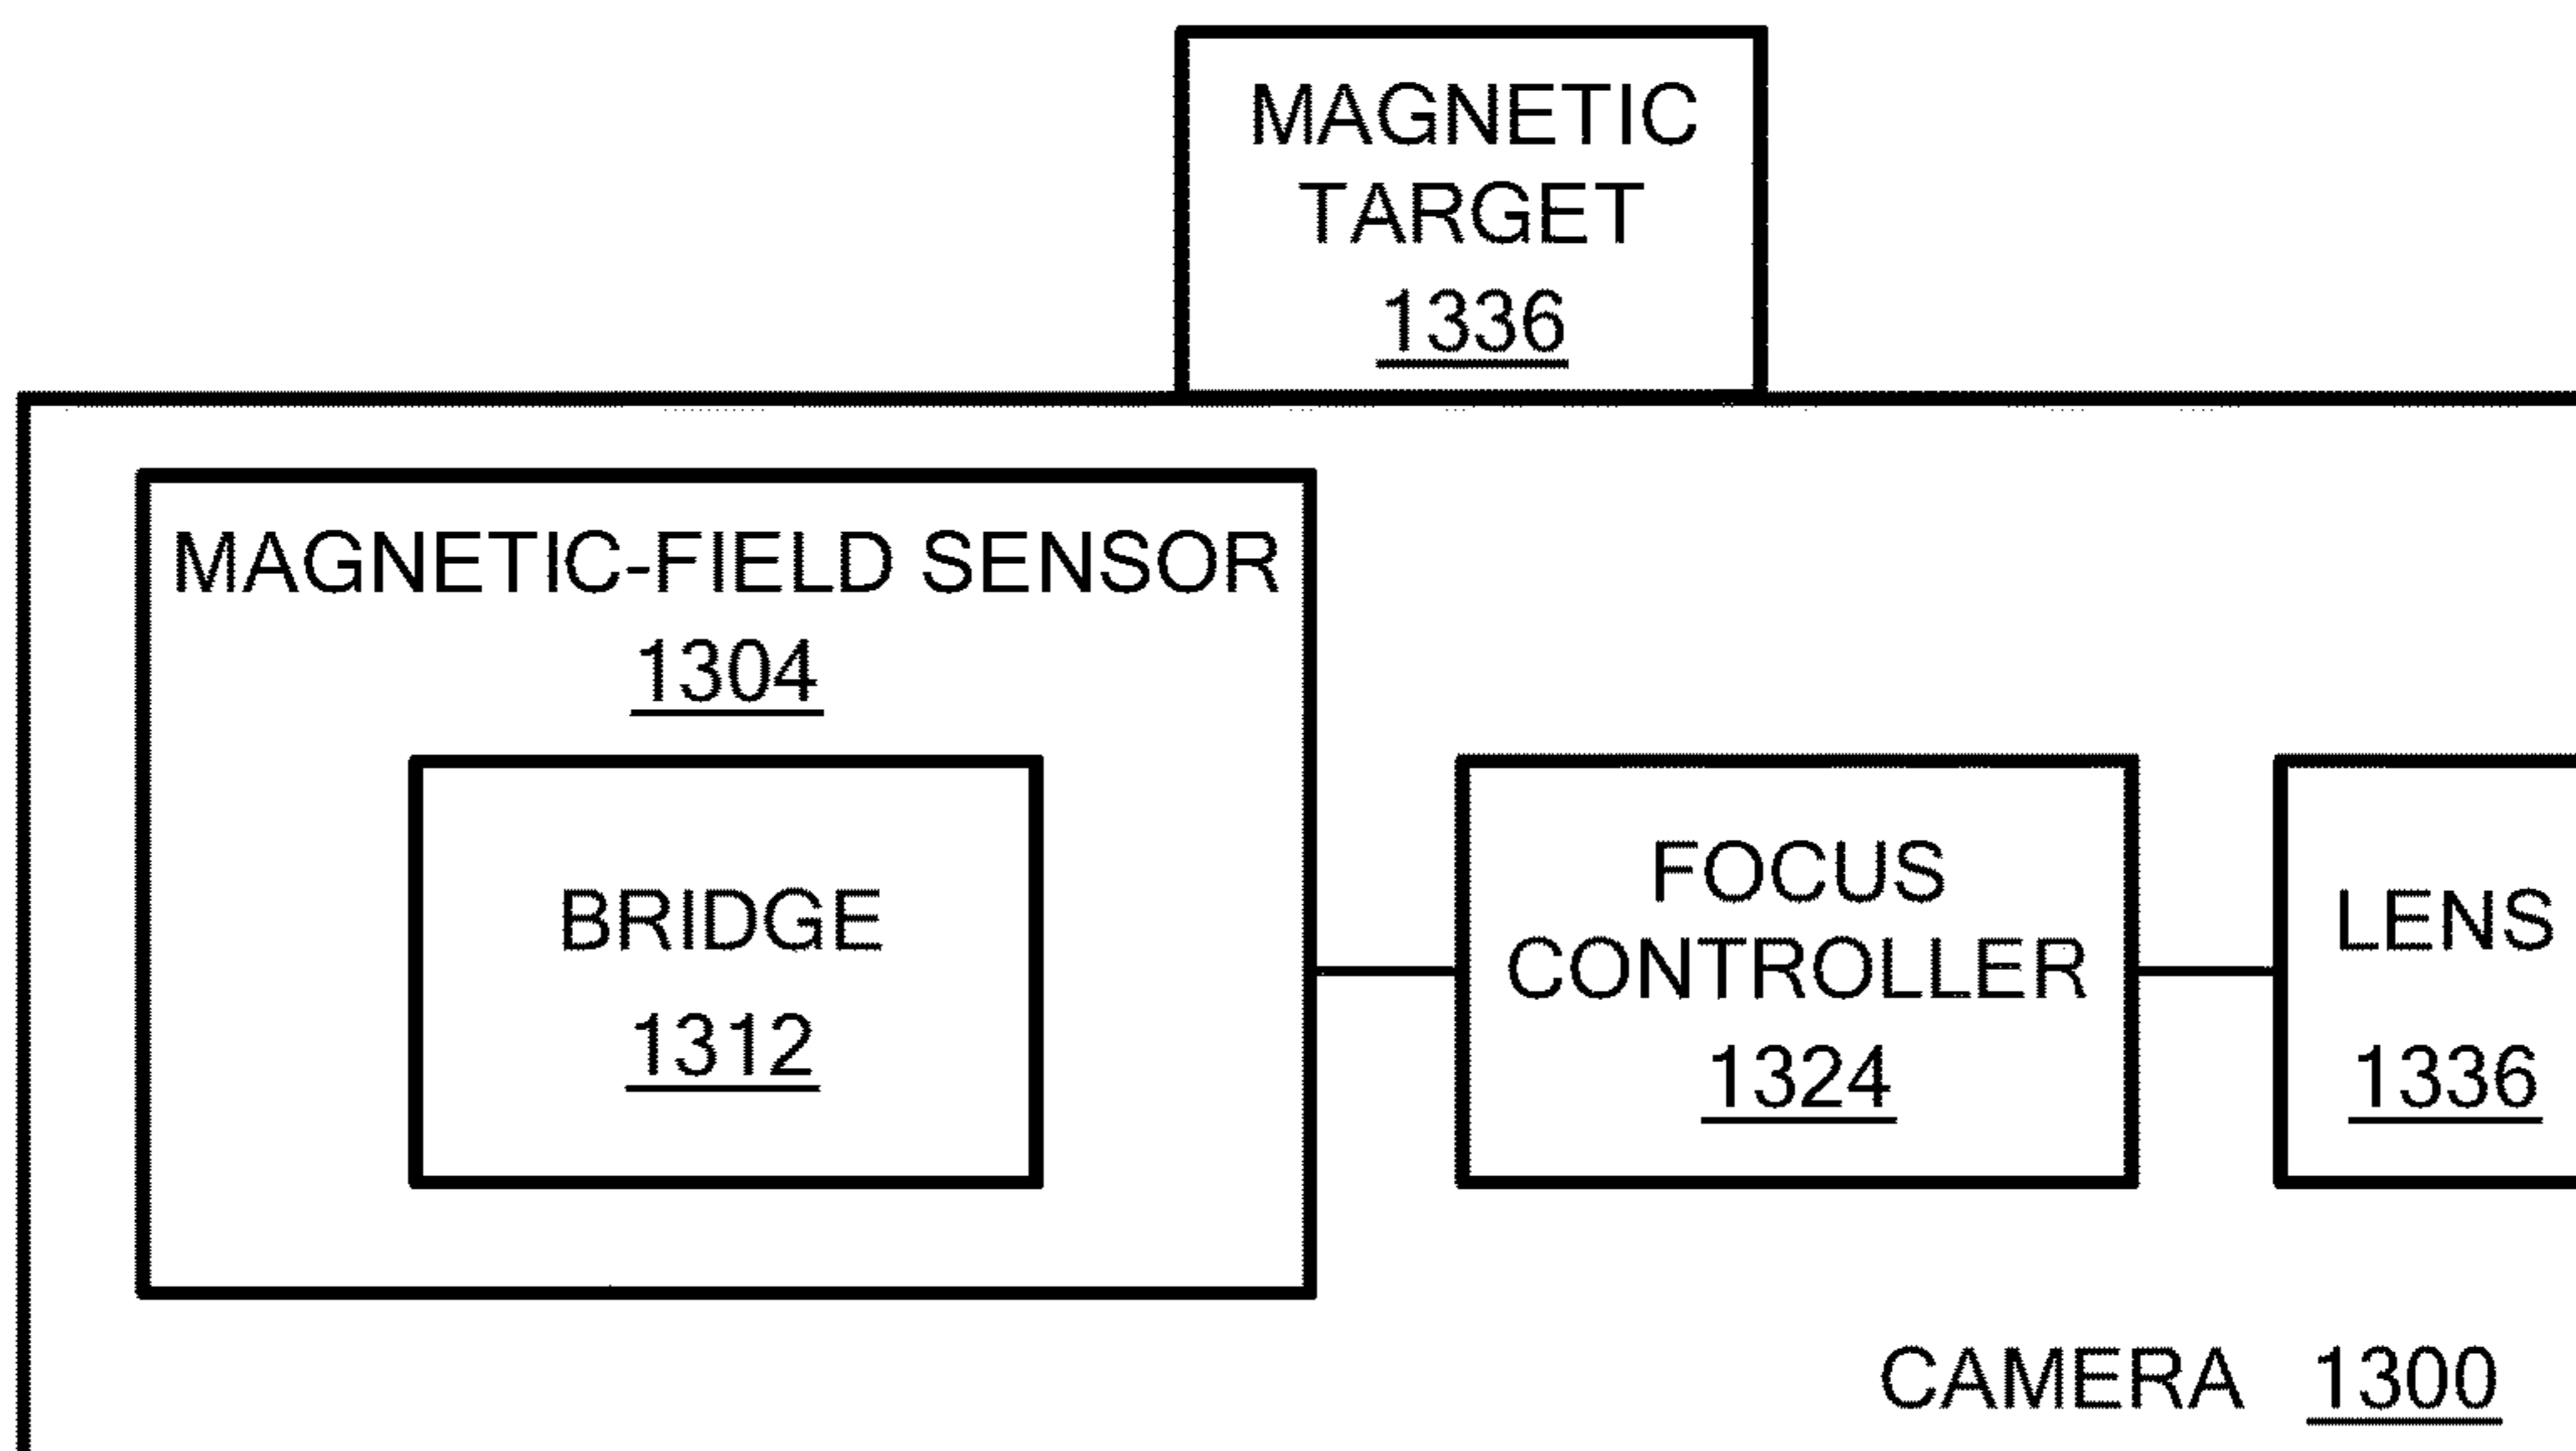 MAGNETIC
TARGET
1336
MAGNETIC-FIELD SENSOR
1304
BRIDGE
1312
FOCUS
CONTROLLER
1324
LENS
1336
CAMERA 1300